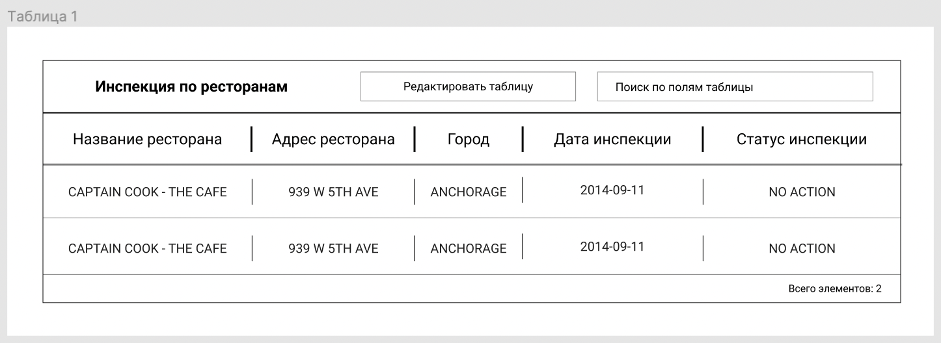 Таблица 1
Инспекция по ресторанам Редактировать таблицу Поиск по полям таблицы
Название ресторана Адрес ресторана Город Дата инспекции Статус инспекции
CAPTAIN COOK - THE CAFE 939 W 5TH AVE ANCHORAGE 2014-09-11 NO ACTION
CAPTAIN COOK - THE CAFE 939 W 5TH AVE ANCHORAGE 2014-09-11 NO ACTION
Всего элементов: 2